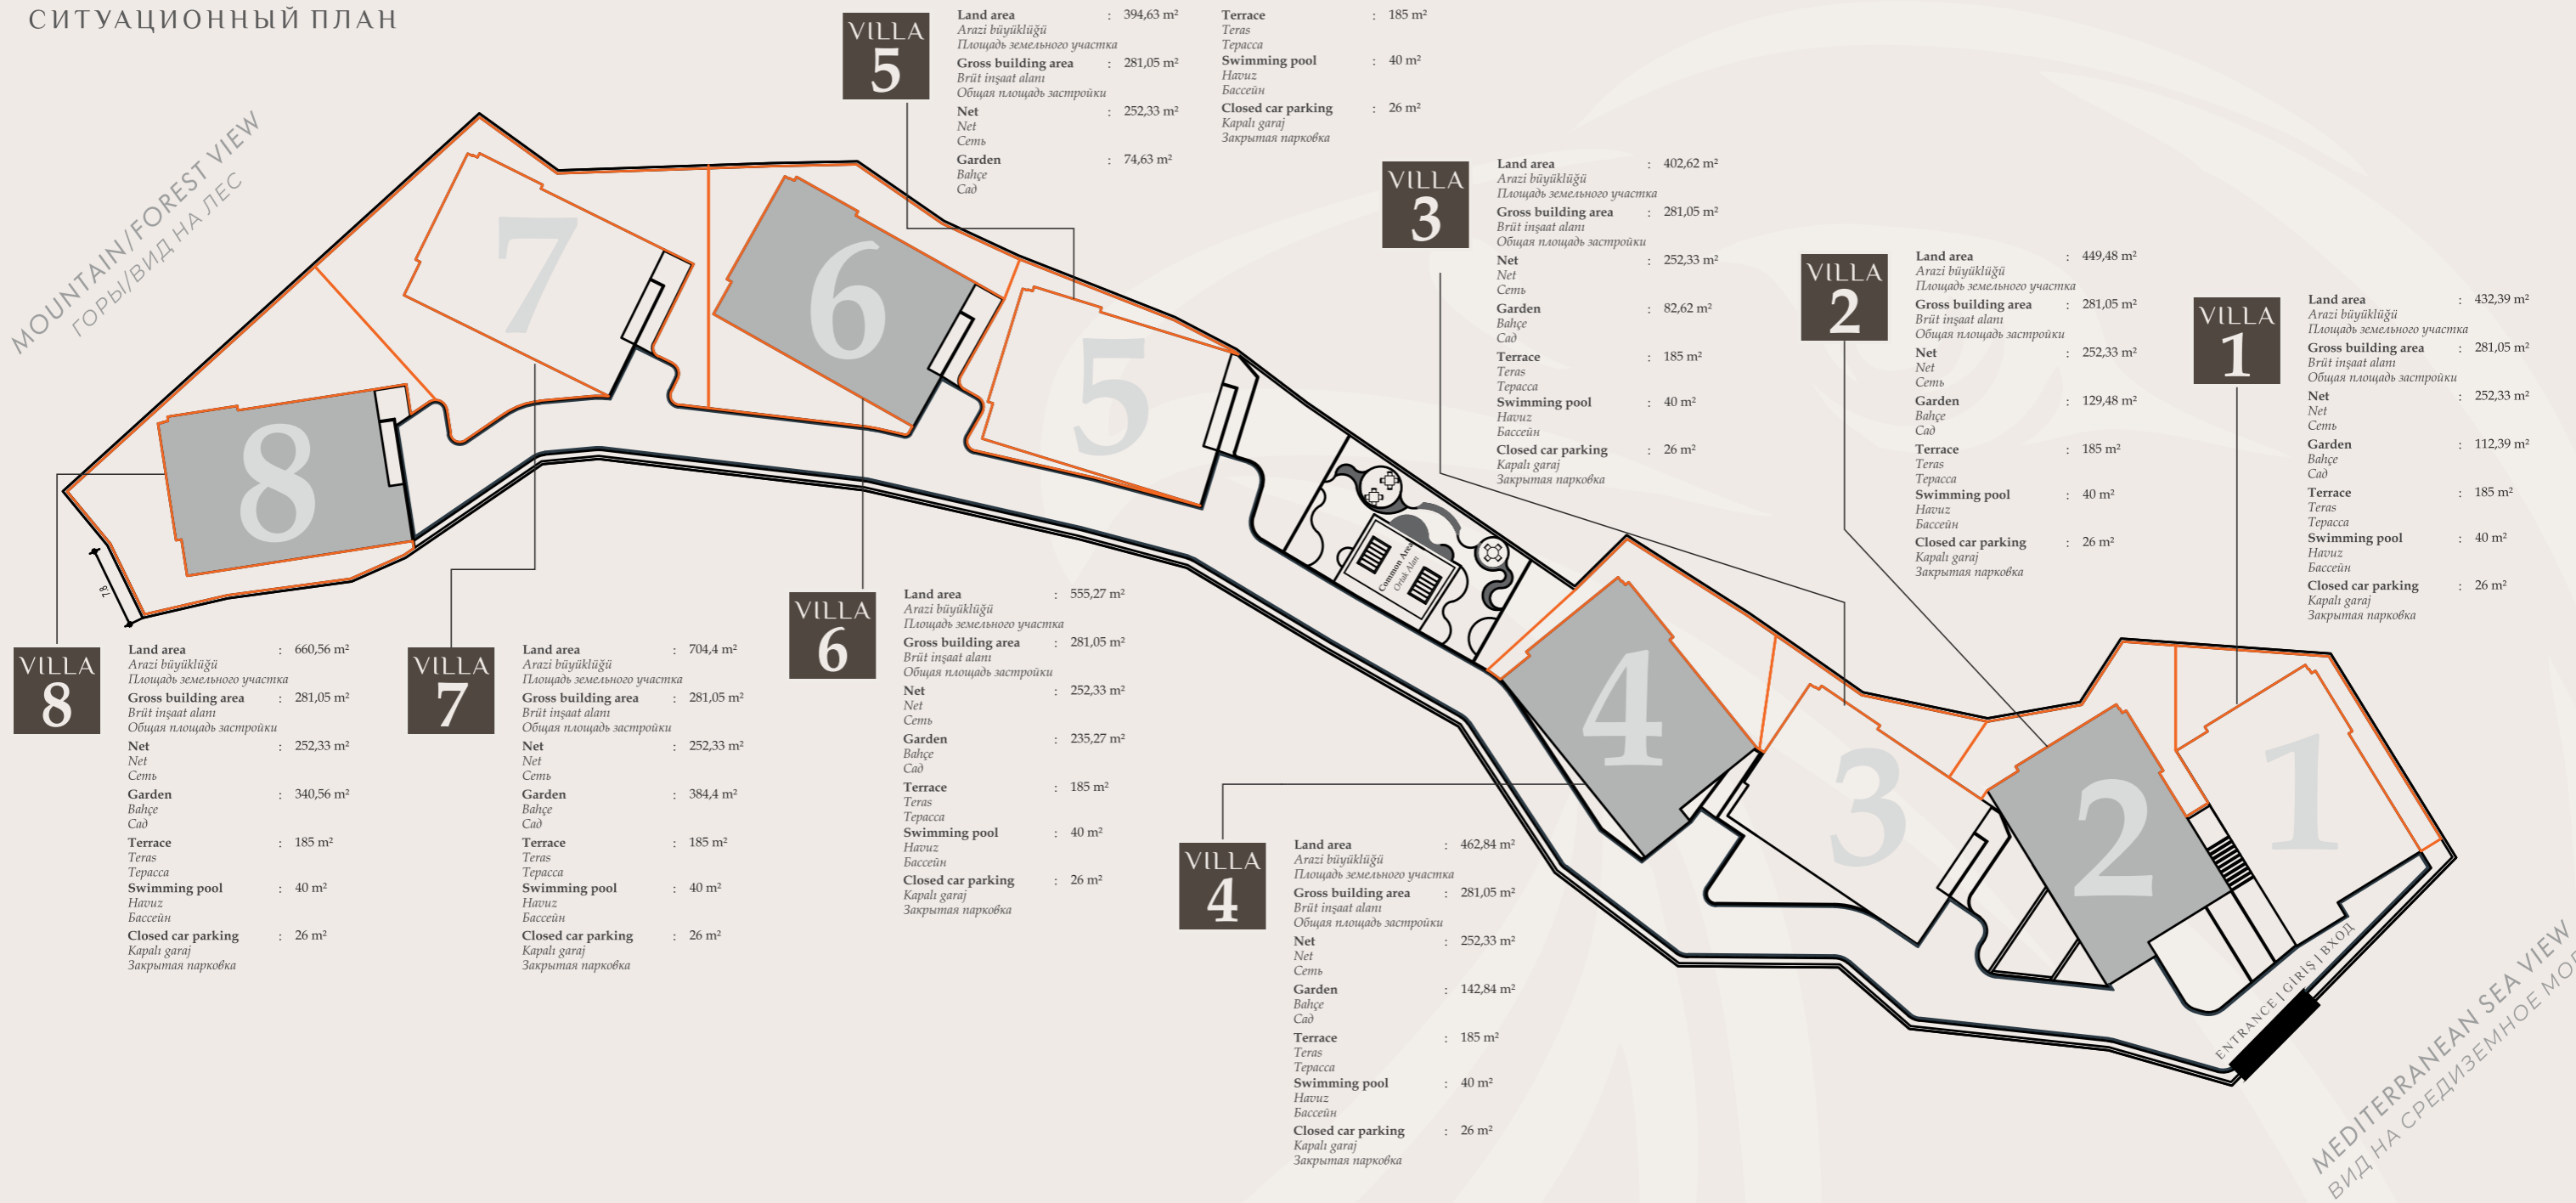 СИТУАЦИОННЫЙ ПЛАН
MOUNTAIN/FOREST VIEW
ГОРЫ/ВИД НА ЛЕС
VILLA
5
Land area : 394,63 m²
Arazi büyüklüğü
Площадь земельного участка
Gross building area : 281,05 m²
Brüt inşaat alanı
Общая площадь застройки
Net : 252,33 m²
Net
Сеть
Garden : 74,63 m²
Bahçe
Сад
Terrace : 185 m²
Teras
Терасса
Swimming pool : 40 m²
Havuz
Бассейн
Closed car parking : 26 m²
Kapalı garaj
Закрытая парковка
VILLA
3
Land area : 402,62 m²
Arazi büyüklüğü
Площадь земельного участка
Gross building area : 281,05 m²
Brüt inşaat alanı
Общая площадь застройки
Net : 252,33 m²
Net
Сеть
Garden : 82,62 m²
Bahçe
Сад
Terrace : 185 m²
Teras
Терасса
Swimming pool : 40 m²
Havuz
Бассейн
Closed car parking : 26 m²
Kapalı garaj
Закрытая парковка
VILLA
2
Land area : 449,48 m²
Arazi büyüklüğü
Площадь земельного участка
Gross building area : 281,05 m²
Brüt inşaat alanı
Общая площадь застройки
Net : 252,33 m²
Net
Сеть
Garden : 129,48 m²
Bahçe
Сад
Terrace : 185 m²
Teras
Терасса
Swimming pool : 40 m²
Havuz
Бассейн
Closed car parking : 26 m²
Kapalı garaj
Закрытая парковка
VILLA
1
Land area : 432,39 m²
Arazi büyüklüğü
Площадь земельного участка
Gross building area : 281,05 m²
Brüt inşaat alanı
Общая площадь застройки
Net : 252,33 m²
Net
Сеть
Garden : 112,39 m²
Bahçe
Сад
Terrace : 185 m²
Teras
Терасса
Swimming pool : 40 m²
Havuz
Бассейн
Closed car parking : 26 m²
Kapalı garaj
Закрытая парковка
7
6
5
8
Common Area
Ortak Alan
4
3
2
1
7.8
VILLA
8
Land area : 660,56 m²
Arazi büyüklüğü
Площадь земельного участка
Gross building area : 281,05 m²
Brüt inşaat alanı
Общая площадь застройки
Net : 252,33 m²
Net
Сеть
Garden : 340,56 m²
Bahçe
Сад
Terrace : 185 m²
Teras
Терасса
Swimming pool : 40 m²
Havuz
Бассейн
Closed car parking : 26 m²
Kapalı garaj
Закрытая парковка
VILLA
7
Land area : 704,4 m²
Arazi büyüklüğü
Площадь земельного участка
Gross building area : 281,05 m²
Brüt inşaat alanı
Общая площадь застройки
Net : 252,33 m²
Net
Сеть
Garden : 384,4 m²
Bahçe
Сад
Terrace : 185 m²
Teras
Терасса
Swimming pool : 40 m²
Havuz
Бассейн
Closed car parking : 26 m²
Kapalı garaj
Закрытая парковка
VILLA
6
Land area : 555,27 m²
Arazi büyüklüğü
Площадь земельного участка
Gross building area : 281,05 m²
Brüt inşaat alanı
Общая площадь застройки
Net : 252,33 m²
Net
Сеть
Garden : 235,27 m²
Bahçe
Сад
Terrace : 185 m²
Teras
Терасса
Swimming pool : 40 m²
Havuz
Бассейн
Closed car parking : 26 m²
Kapalı garaj
Закрытая парковка
VILLA
4
Land area : 462,84 m²
Arazi büyüklüğü
Площадь земельного участка
Gross building area : 281,05 m²
Brüt inşaat alanı
Общая площадь застройки
Net : 252,33 m²
Net
Сеть
Garden : 142,84 m²
Bahçe
Сад
Terrace : 185 m²
Teras
Терасса
Swimming pool : 40 m²
Havuz
Бассейн
Closed car parking : 26 m²
Kapalı garaj
Закрытая парковка
ENTRANCE | GİRİŞ | ВХОД
MEDITERRANEAN SEA VIEW
ВИД НА СРЕДИЗЕМНОЕ